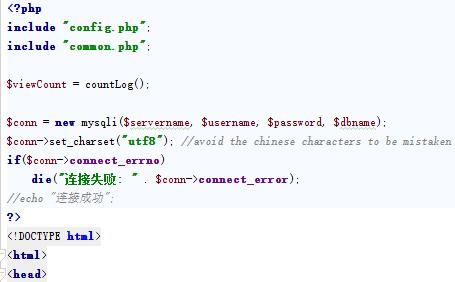 <?php
include "config.php";
include "common.php";
$viewCount = countLog();
$conn = new mysqli($servername, $username, $password, $dbname);
$conn->set_charset("utf8"); //avoid the chinese characters to be mistaken
if($conn->connect_errno)
die("连接失败: " . $conn->connect_error);
//echo "连接成功";
?>
<!DOCTYPE html>
<html>
<head>